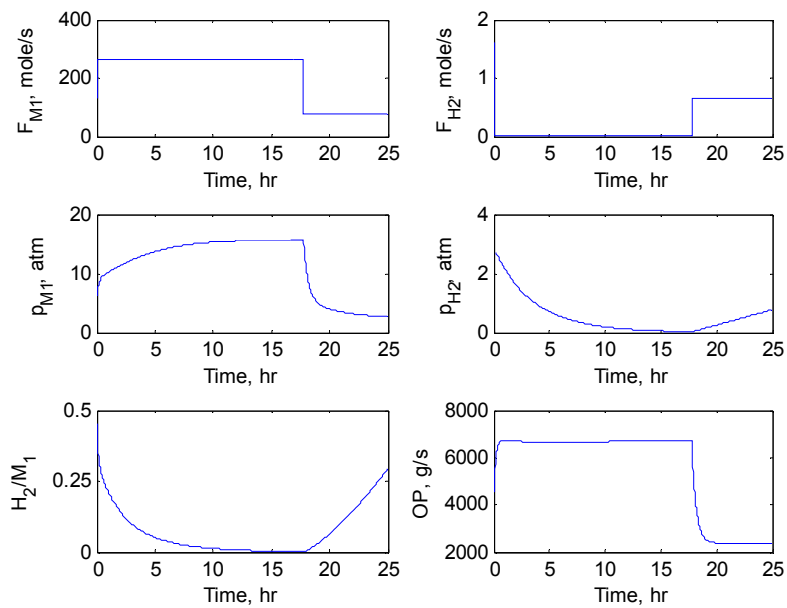 400
200
0
F_M1, mole/s
0 5 10 15 20 25
Time, hr
2
1
0
F_H2, mole/s
0 5 10 15 20 25
Time, hr
20
10
0
p_M1, atm
0 5 10 15 20 25
Time, hr
4
2
0
p_H2, atm
0 5 10 15 20 25
Time, hr
0.5
0.25
0
H_2/M_1
0 5 10 15 20 25
Time, hr
8000
6000
4000
2000
OP, g/s
0 5 10 15 20 25
Time, hr